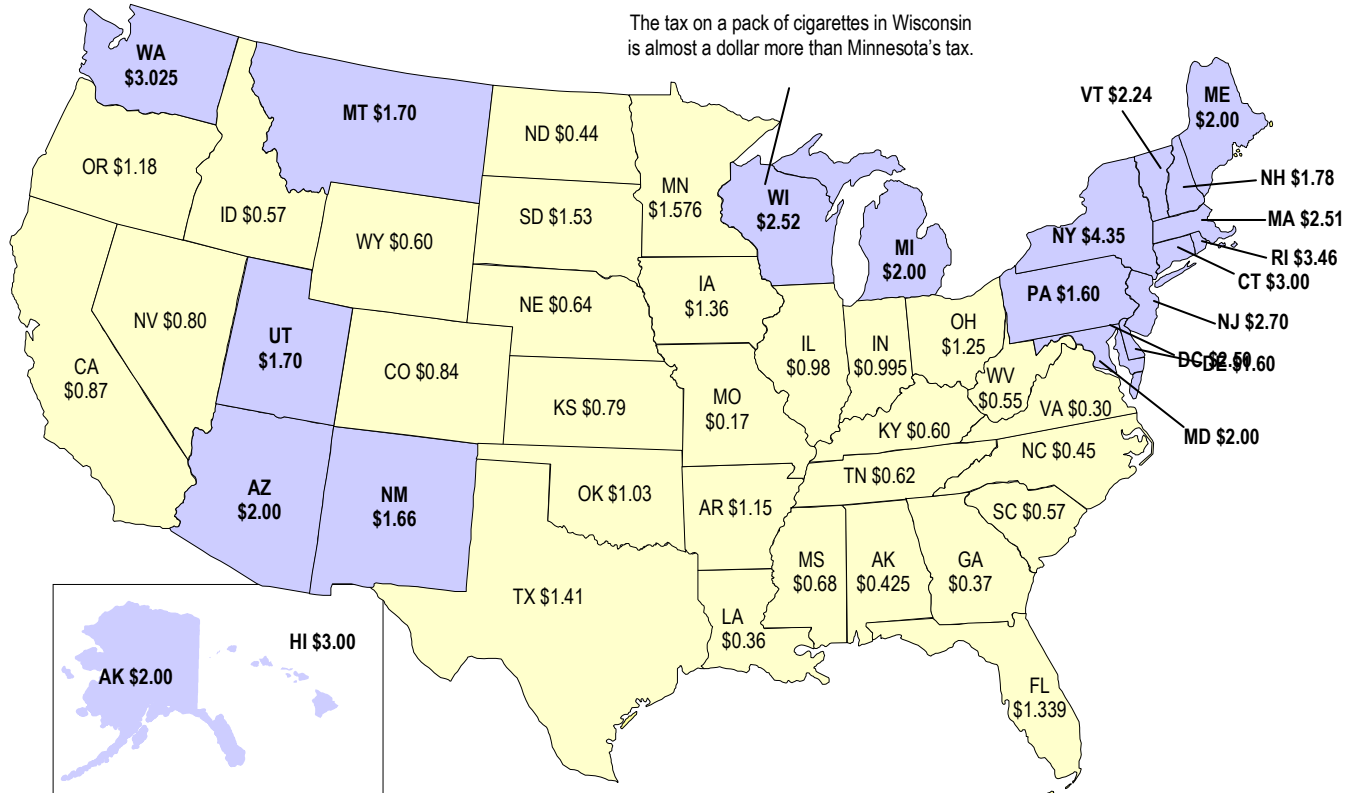 The tax on a pack of cigarettes in Wisconsin
is almost a dollar more than Minnesota's tax.
WA
$3.025
MT $1.70
ND $0.44
MN
$1.576
VT $2.24
ME
$2.00
OR $1.18
ID $0.57
WY $0.60
SD $1.53
WI
$2.52
MI
$2.00
NH $1.78
MA $2.51
NY $4.35
RI $3.46
CT $3.00
NV $0.80
UT
$1.70
NE $0.64
IA
$1.36
PA $1.60
NJ $2.70
CA
$0.87
CO $0.84
KS $0.79
MO
$0.17
IL
$0.98
IN
$0.995
OH
$1.25
DC $2.50
DE $1.60
WV
$0.55
VA $0.30
MD $2.00
KY $0.60
NC $0.45
AZ
$2.00
NM
$1.66
OK $1.03
AR $1.15
TN $0.62
SC $0.57
TX $1.41
LA
$0.36
MS
$0.68
AK
$0.425
GA
$0.37
HI $3.00
AK $2.00
FL
$1.339